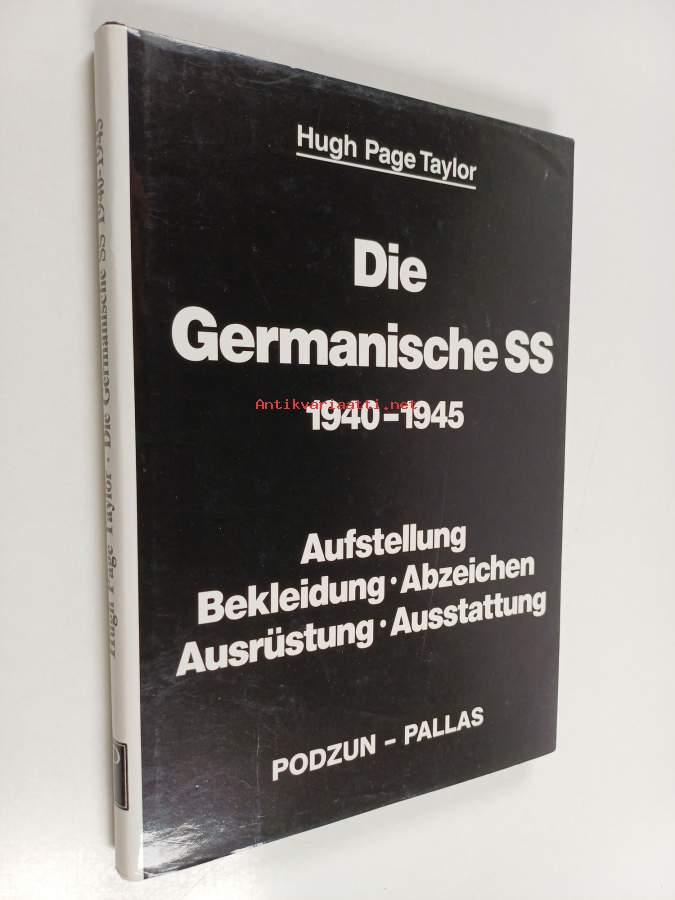 Hugh Page Taylor
Die
Germanische SS
Antikvariaatti.net
1940–1945
Aufstellung
Bekleidung · Abzeichen
Ausrüstung · Ausstattung
PODZUN – PALLAS
Hugh Page Taylor · Die Germanische SS 1940-1945